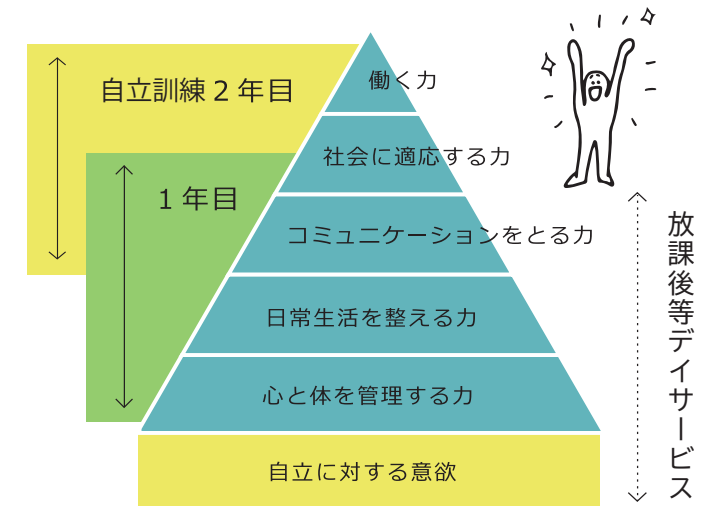 自立訓練2年目
1年目
働く力
社会に適応する力
コミュニケーションをとる力
日常生活を整える力
心と体を管理する力
自立に対する意欲
放課後等デイサービス